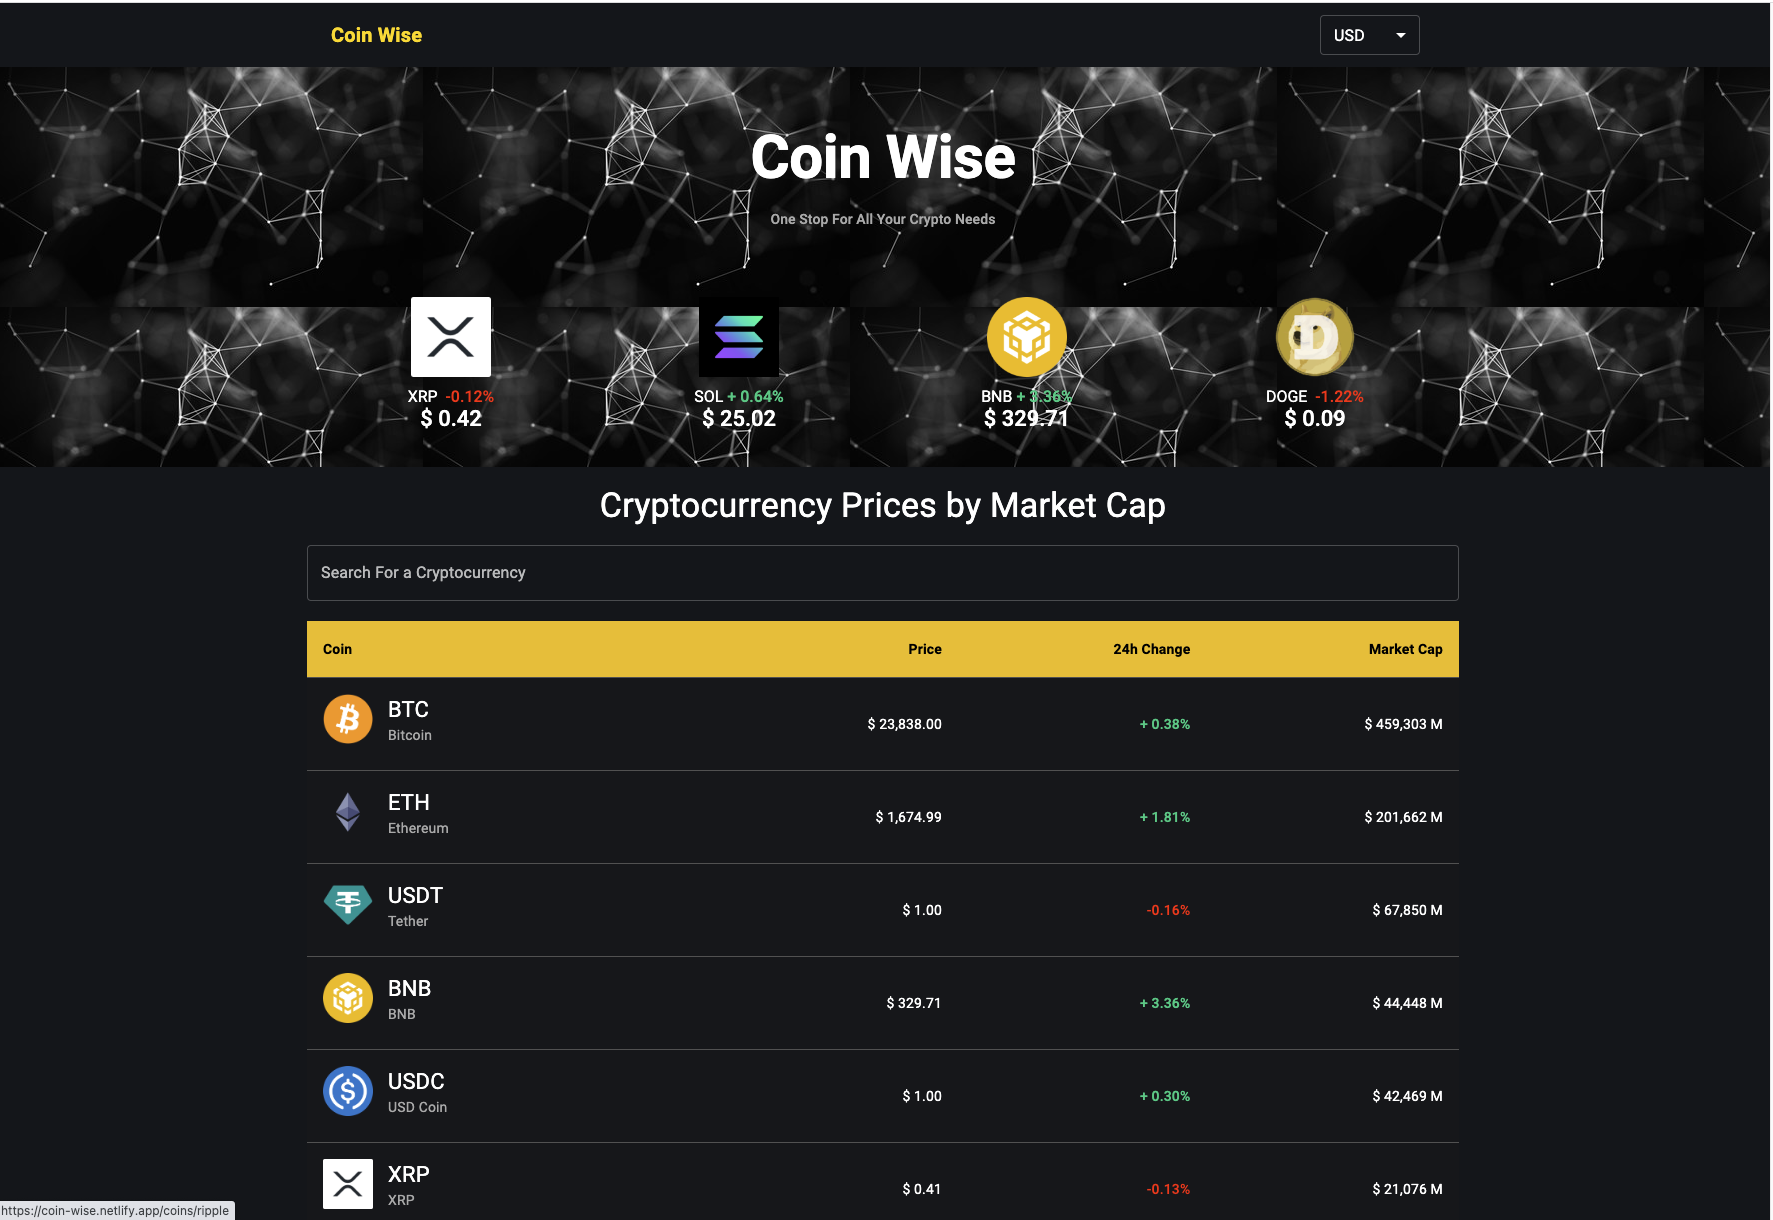 Coin Wise
USD
Coin Wise
One Stop For All Your Crypto Needs
XRP -0.12%
$ 0.42
SOL + 0.64%
$ 25.02
BNB + 3.36%
$ 329.71
DOGE -1.22%
$ 0.09
Cryptocurrency Prices by Market Cap
Search For a Cryptocurrency
Coin Price 24h Change Market Cap
BTC
Bitcoin
$ 23,838.00 + 0.38% $ 459,303 M
ETH
Ethereum
$ 1,674.99 + 1.81% $ 201,662 M
USDT
Tether
$ 1.00 -0.16% $ 67,850 M
BNB
BNB
$ 329.71 + 3.36% $ 44,448 M
USDC
USD Coin
$ 1.00 + 0.30% $ 42,469 M
XRP
XRP
$ 0.41 -0.13% $ 21,076 M
https://coin-wise.netlify.app/coins/ripple